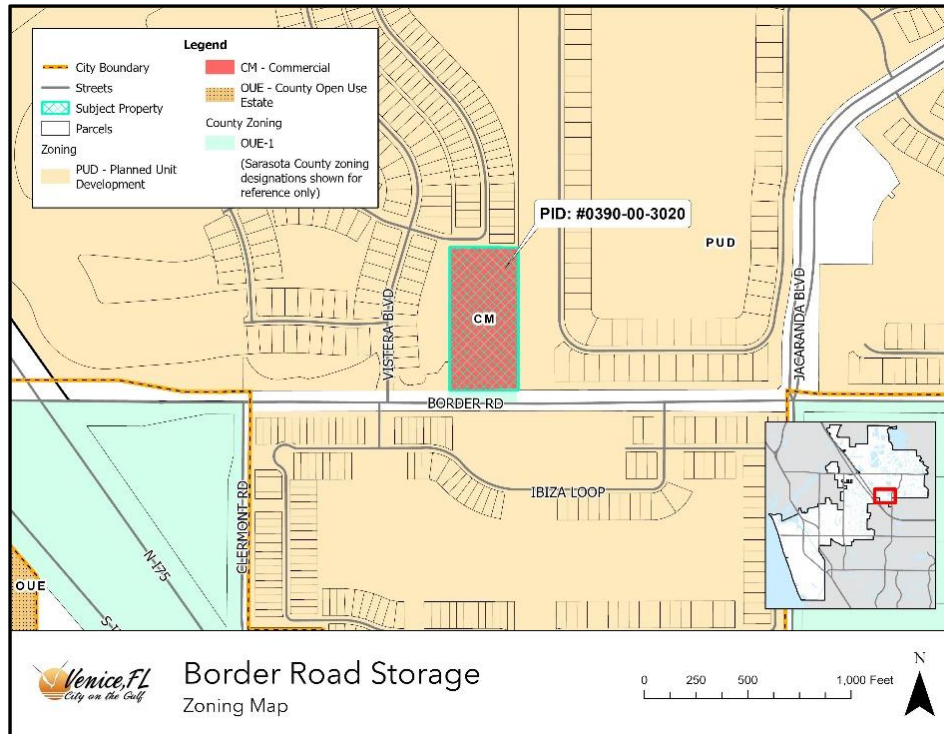 Legend
City Boundary
Streets
Subject Property
Parcels
Zoning
PUD - Planned Unit
Development
CM - Commercial
OUE - County Open Use
Estate
County Zoning
OUE-1
(Sarasota County zoning
designations shown for
reference only)
PID: #0390-00-3020
PUD
CM
VISTERA BLVD
JACARANDA BLVD
BORDER RD
IBIZA LOOP
CLERMONT RD
N-I75
OUE
Venice, FL
City on the Gulf
Border Road Storage
Zoning Map
0 250 500 1,000 Feet
N